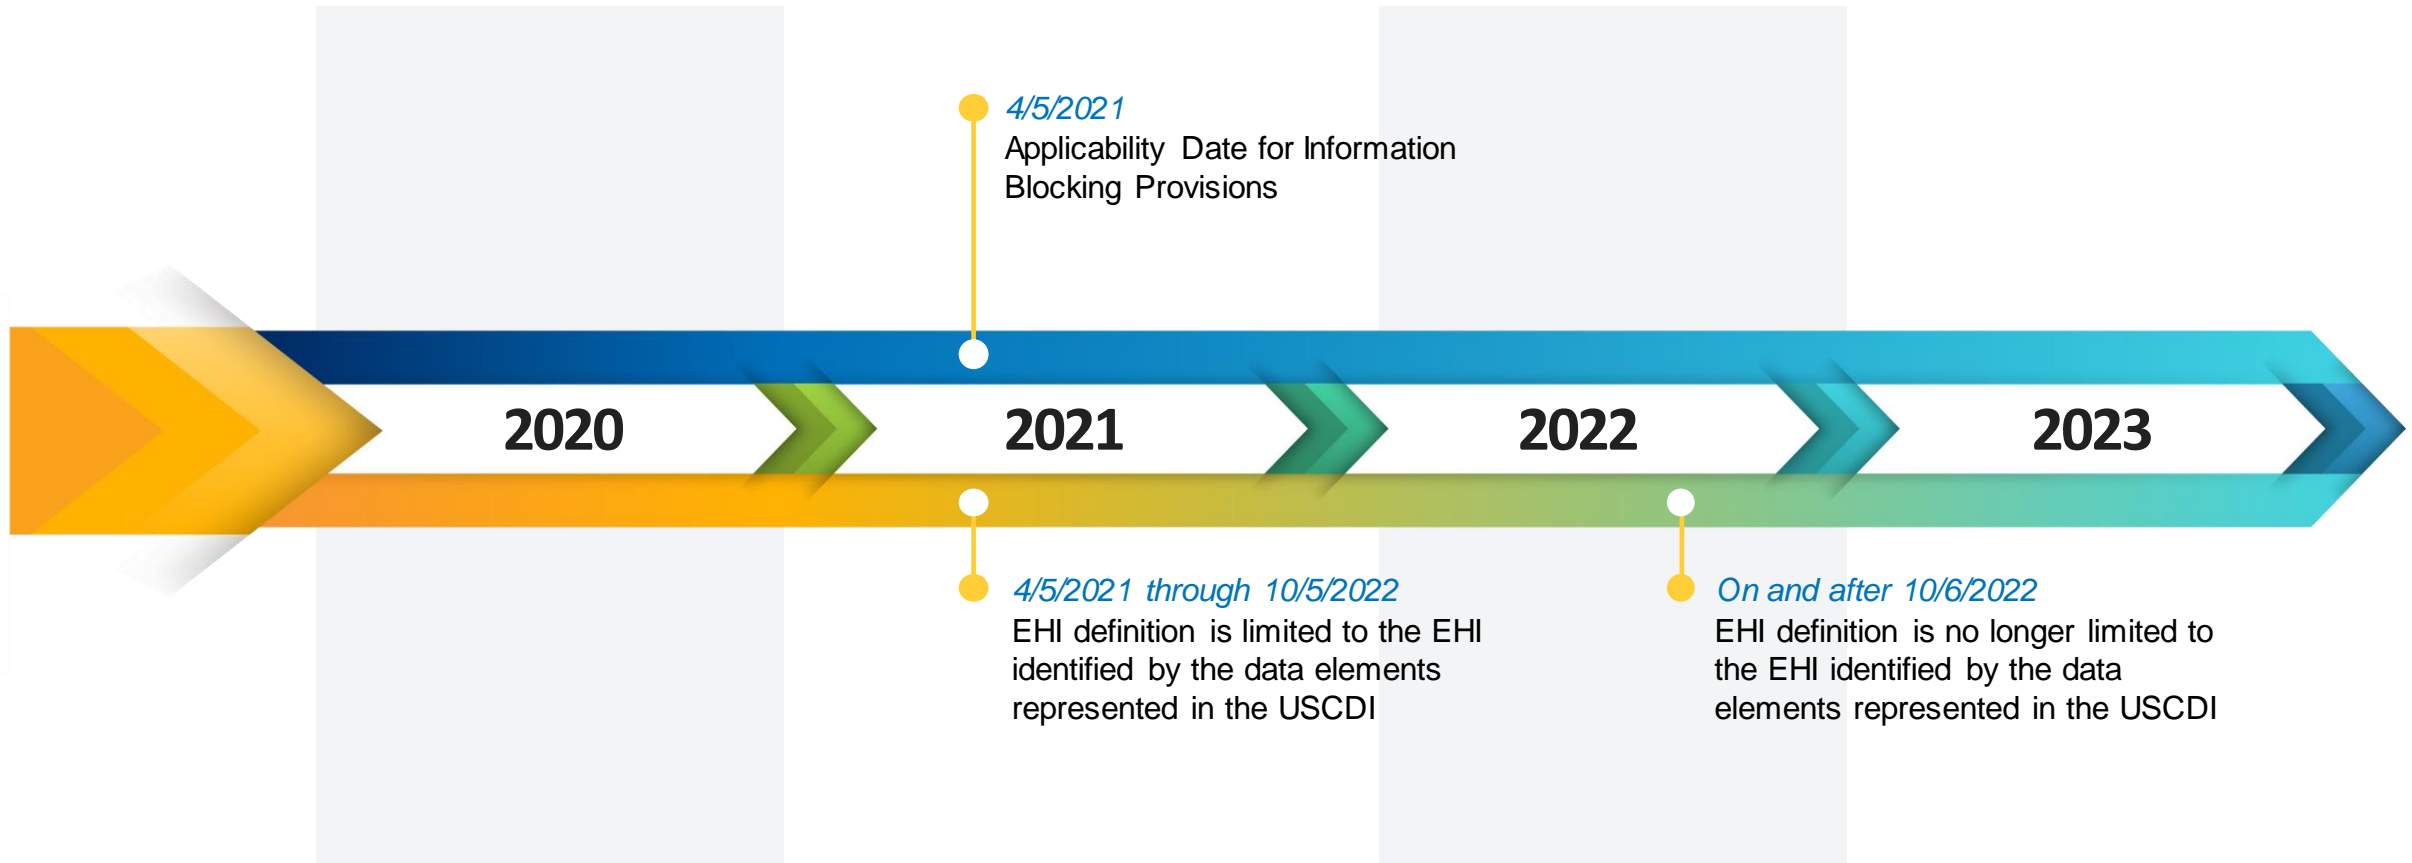 4/5/2021
Applicability Date for Information
Blocking Provisions
2020
2021
2022
2023
4/5/2021 through 10/5/2022
EHI definition is limited to the EHI
identified by the data elements
represented in the USCDI
On and after 10/6/2022
EHI definition is no longer limited to
the EHI identified by the data
elements represented in the USCDI